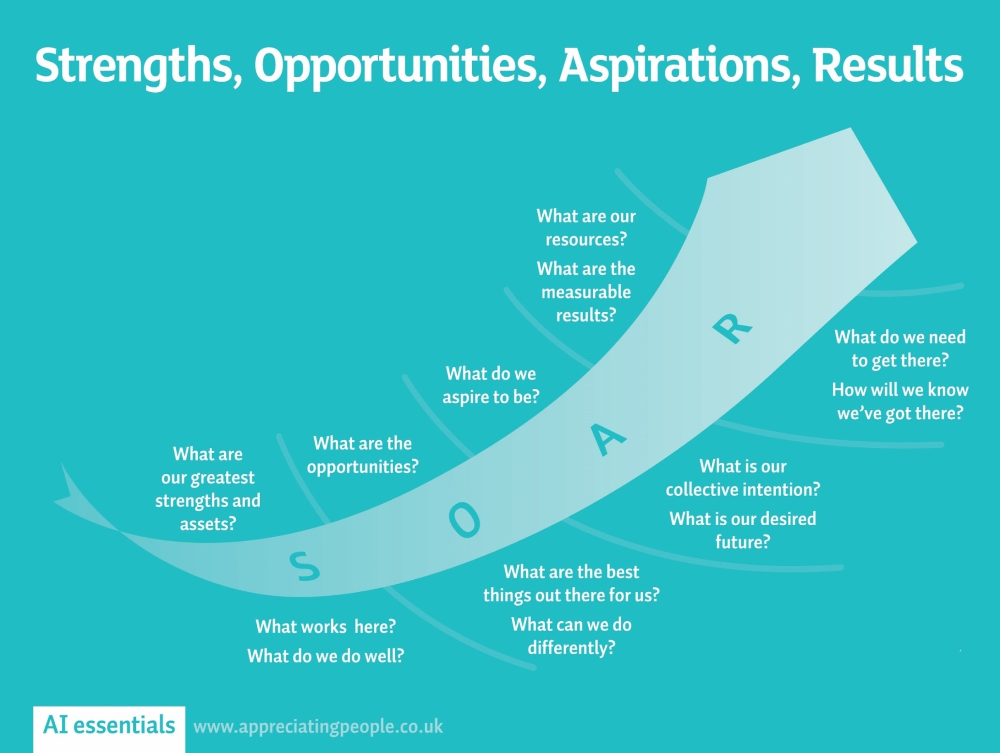 Strengths, Opportunities, Aspirations, Results
What are our
resources?
What are the
measurable
results?
R
What do we need
to get there?
How will we know
we've got there?
What do we
aspire to be?
A
What is our
collective intention?
What is our desired
future?
What are the
opportunities?
O
What are the best
things out there for us?
What can we do
differently?
What are
our greatest
strengths and
assets?
S
What works here?
What do we do well?
AI essentials
www.appreciatingpeople.co.uk